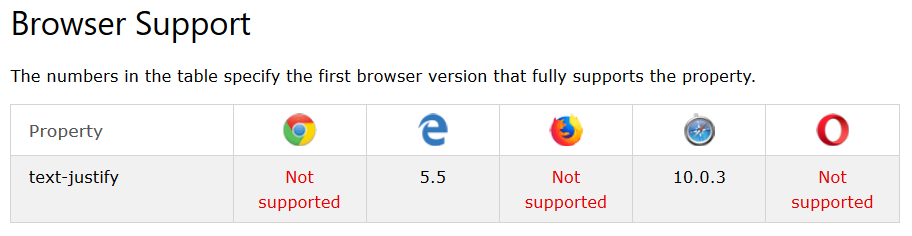 Browser Support
The numbers in the table specify the first browser version that fully supports the property.
Property
text-justify
Not supported
5.5
Not supported
10.0.3
Not supported